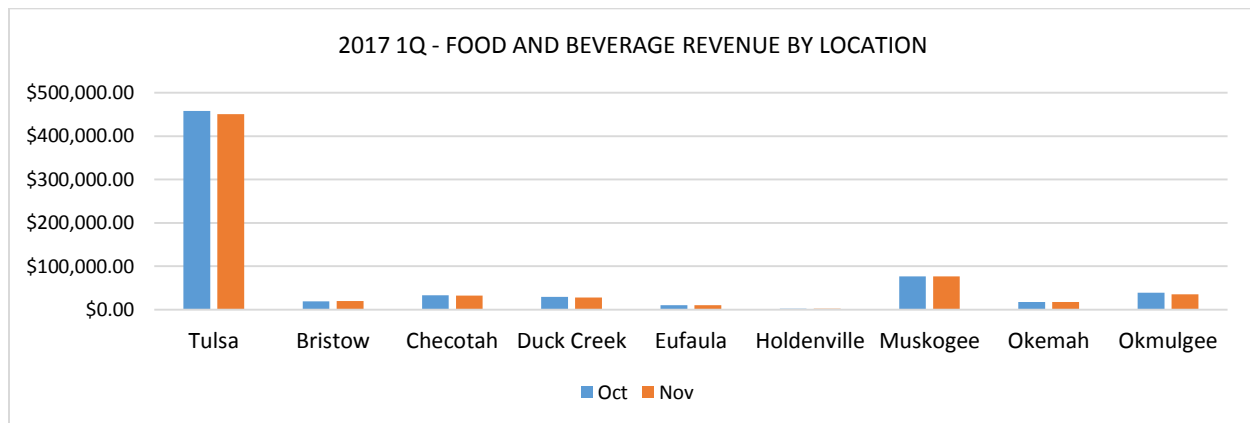 2017 1Q - FOOD AND BEVERAGE REVENUE BY LOCATION
$500,000.00
$400,000.00
$300,000.00
$200,000.00
$100,000.00
$0.00
Tulsa Bristow Checotah Duck Creek Eufaula Holdenville Muskogee Okemah Okmulgee
Oct Nov